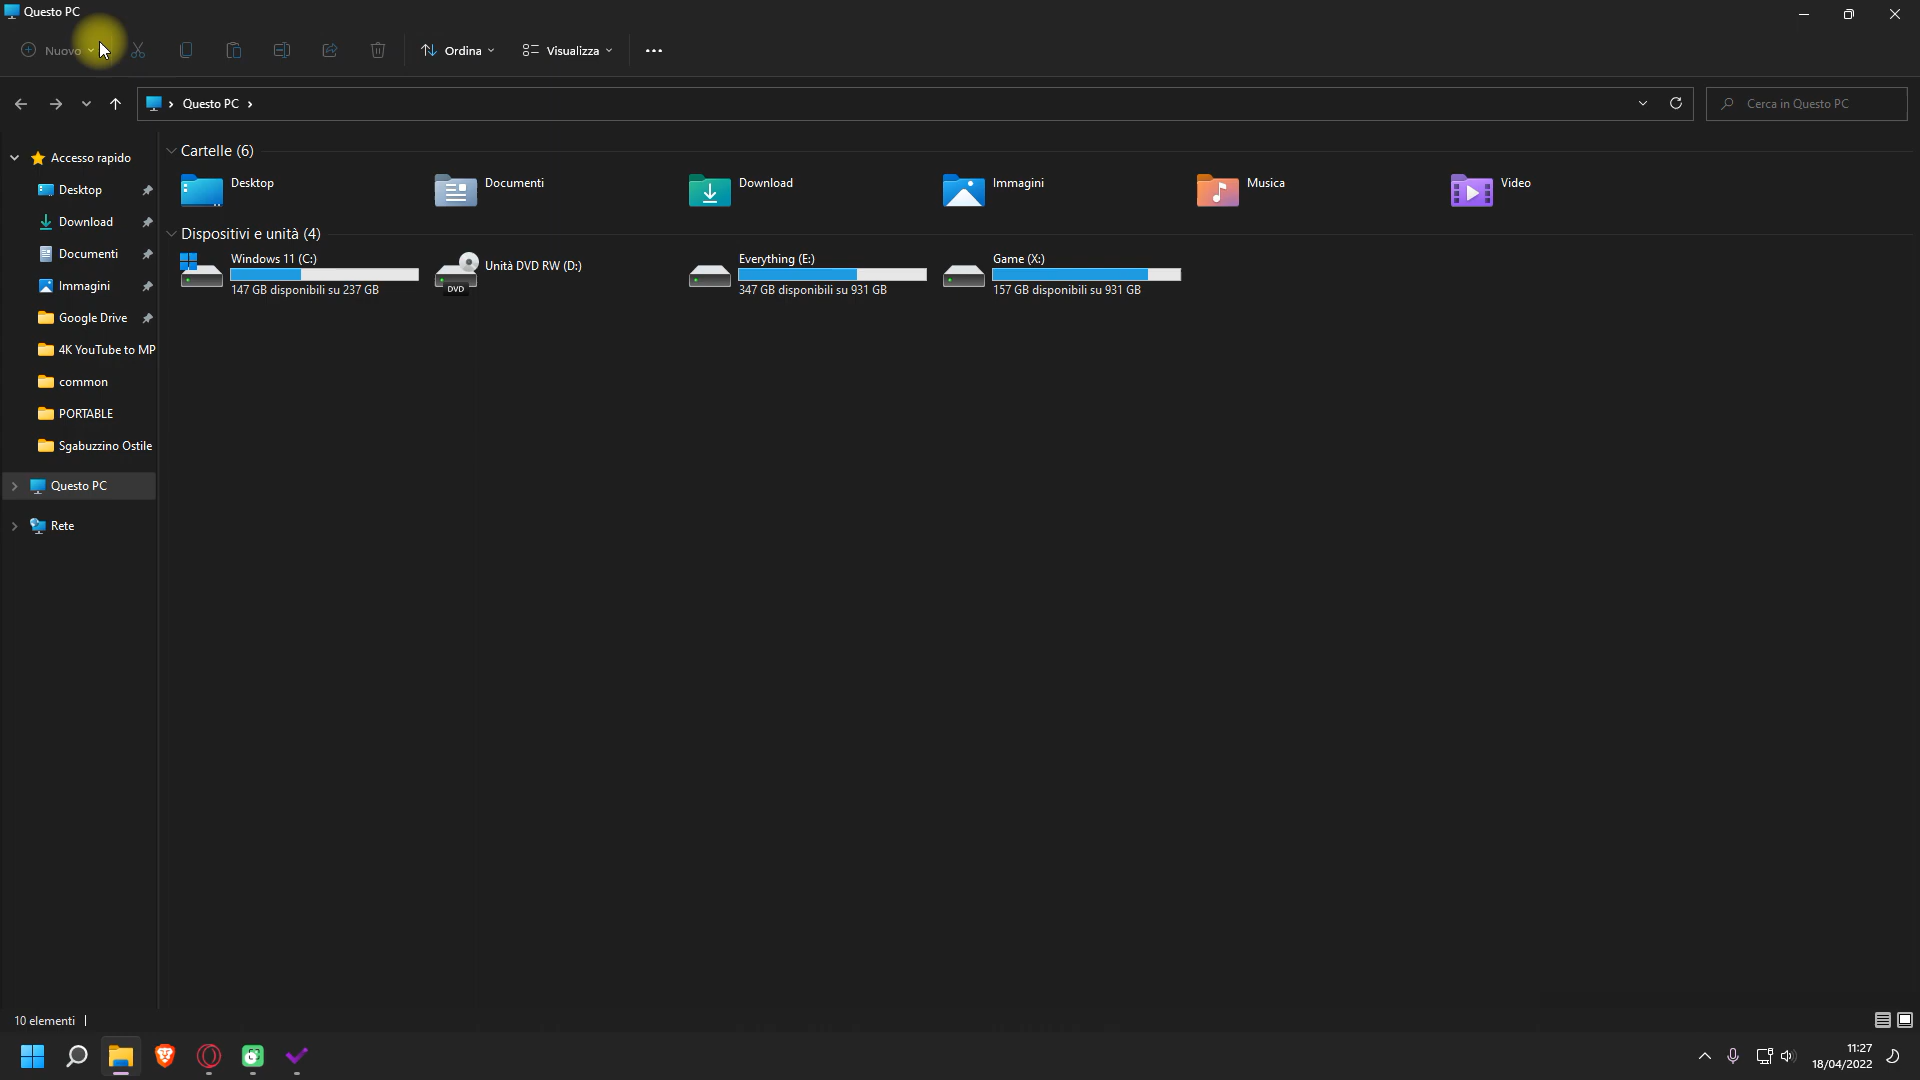 Questo PC
Nuovo
Ordina
Visualizza
Questo PC
Cerca in Questo PC
Accesso rapido
Desktop
Download
Documenti
Immagini
Google Drive
4K YouTube to MP
common
PORTABLE
Sgabuzzino Ostile
Questo PC
Rete
Cartelle (6)
Desktop
Documenti
Download
Immagini
Musica
Video
Dispositivi e unità (4)
Windows 11 (C:)
147 GB disponibili su 237 GB
DVD
Unità DVD RW (D:)
Everything (E:)
347 GB disponibili su 931 GB
Game (X:)
157 GB disponibili su 931 GB
10 elementi
11:27
18/04/2022